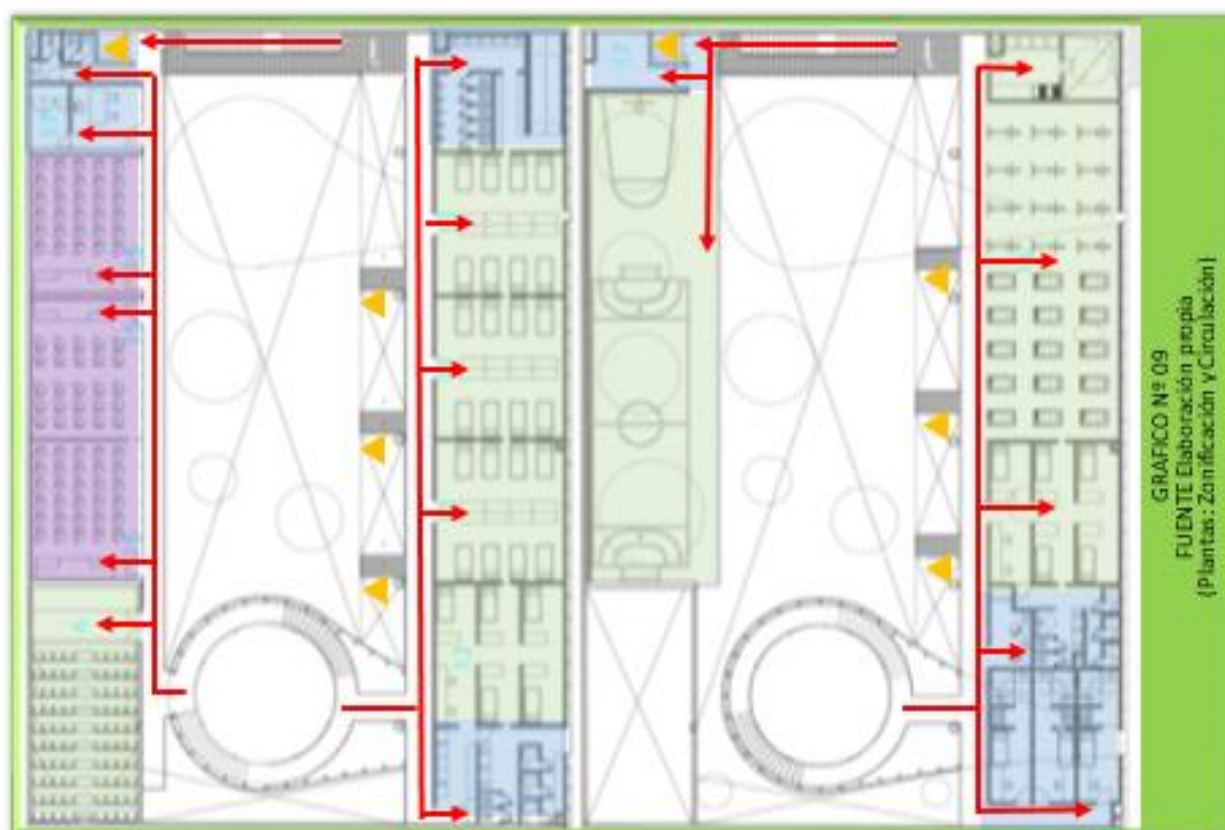 GRAFICO Nº 09
FUENTE Elaboración propia
(Plantas: Zonificación y Circulación)